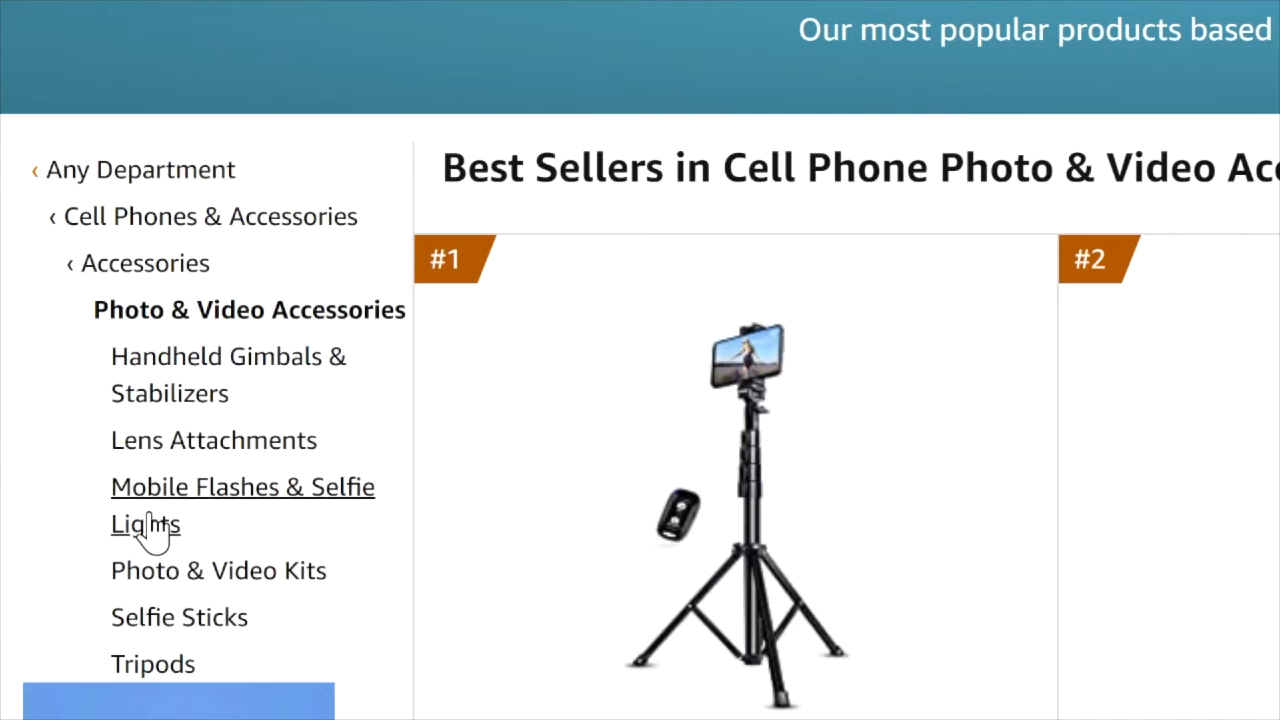 Our most popular products based
‹ Any Department
‹ Cell Phones & Accessories
‹ Accessories
Photo & Video Accessories
Handheld Gimbals &
Stabilizers
Lens Attachments
Mobile Flashes & Selfie
Lights
Photo & Video Kits
Selfie Sticks
Tripods
Best Sellers in Cell Phone Photo & Video
#1
#2